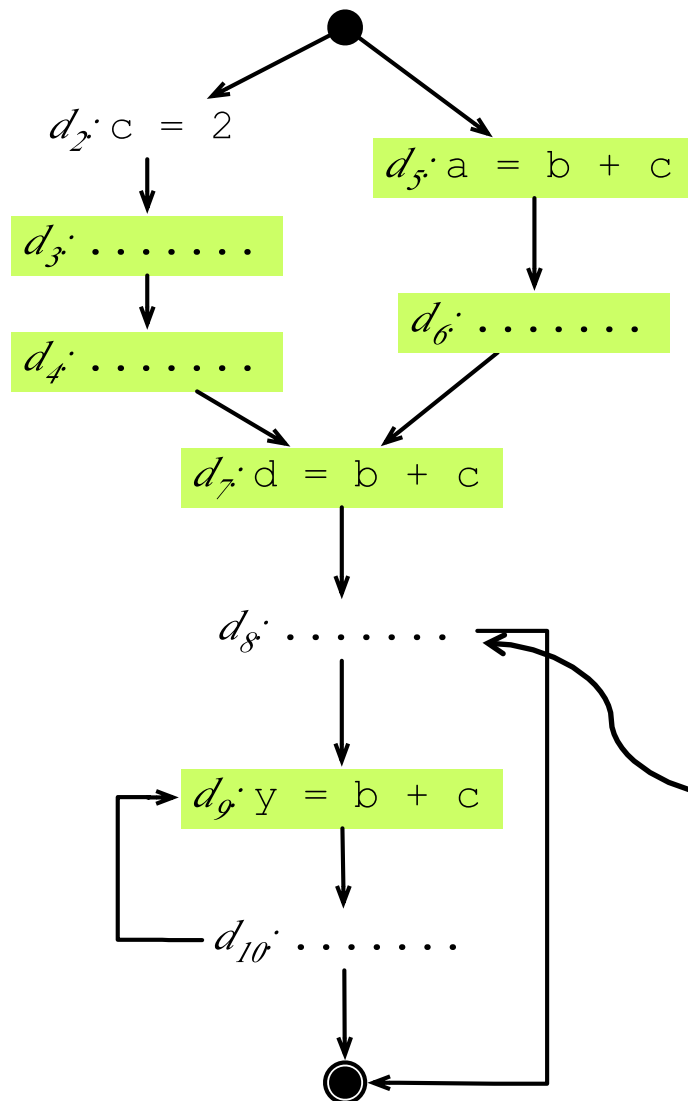 d2: c = 2
d5: a = b + c
d3: .......
d6: .......
d4: .......
d7: d = b + c
d8: .......
d9: y = b + c
d10: .......